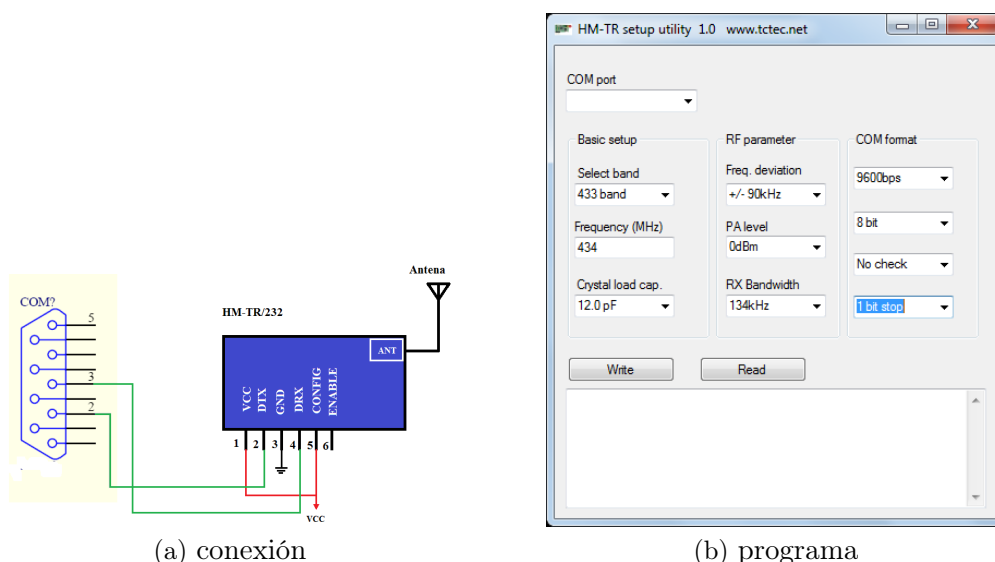 COM?
5
3
2
Antena
HM-TR/232
ANT
VCC
DTX
GND
DRX
CONFIG
ENABLE
1 2 3 4 5 6
VCC
(a) conexión
HM-TR setup utility 1.0 www.tctec.net
COM port
Basic setup
Select band
433 band
Frequency (MHz)
434
Crystal load cap.
12.0 pF
RF parameter
Freq. deviation
+/- 90kHz
PA level
0dBm
RX Bandwidth
134kHz
COM format
9600bps
8 bit
No check
1 bit stop
Write
Read
(b) programa